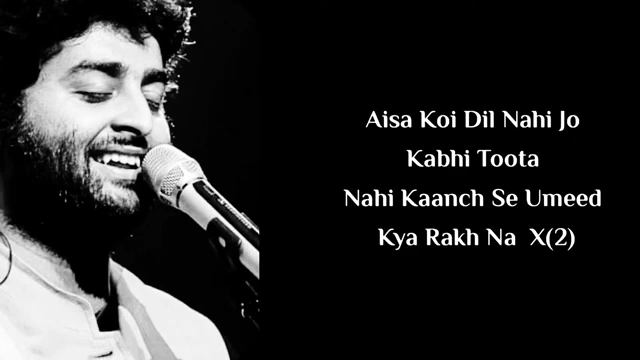 Aisa Koi Dil Nahi Jo
Kabhi Toota
Nahi Kaanch Se Umeed
Kya Rakh Na X(2)